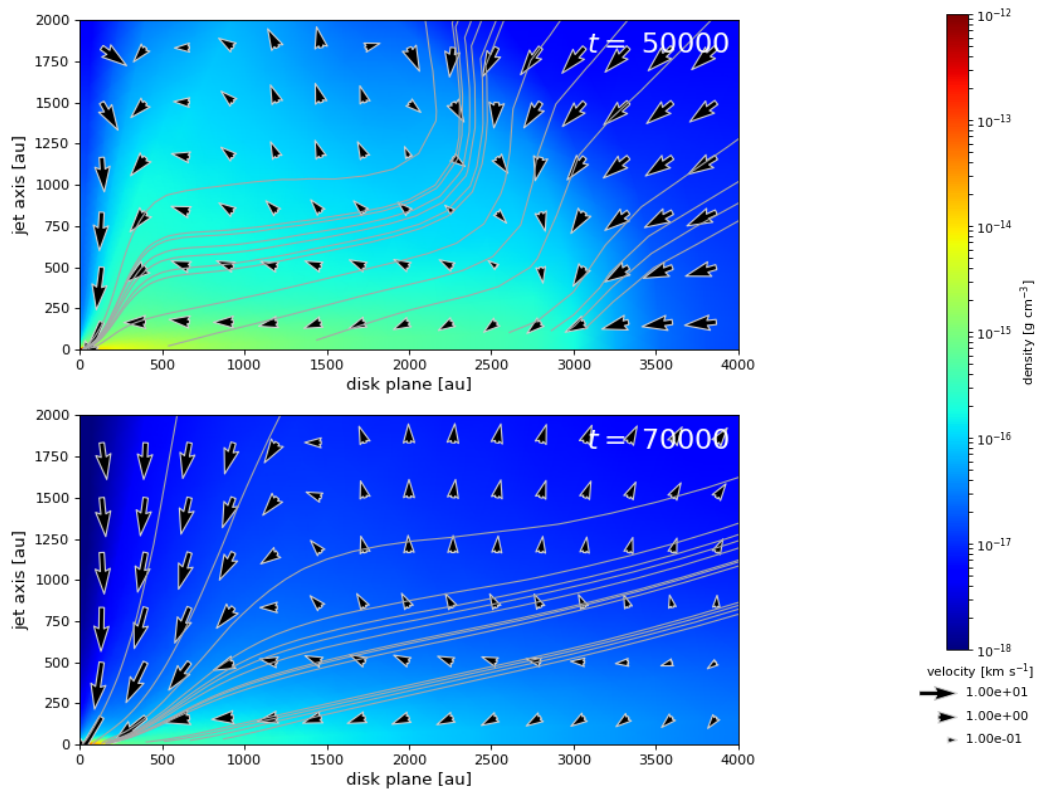 2000
1750
1500
1250
1000
750
500
250
0
jet axis [au]
t = 50000
0 500 1000 1500 2000 2500 3000 3500 4000
disk plane [au]
2000
1750
1500
1250
1000
750
500
250
0
jet axis [au]
t = 70000
0 500 1000 1500 2000 2500 3000 3500 4000
disk plane [au]
10⁻¹²
10⁻¹³
10⁻¹⁴
10⁻¹⁵
10⁻¹⁶
10⁻¹⁷
10⁻¹⁸
density [g cm⁻³]
velocity [km s⁻¹]
1.00e+01
1.00e+00
1.00e-01